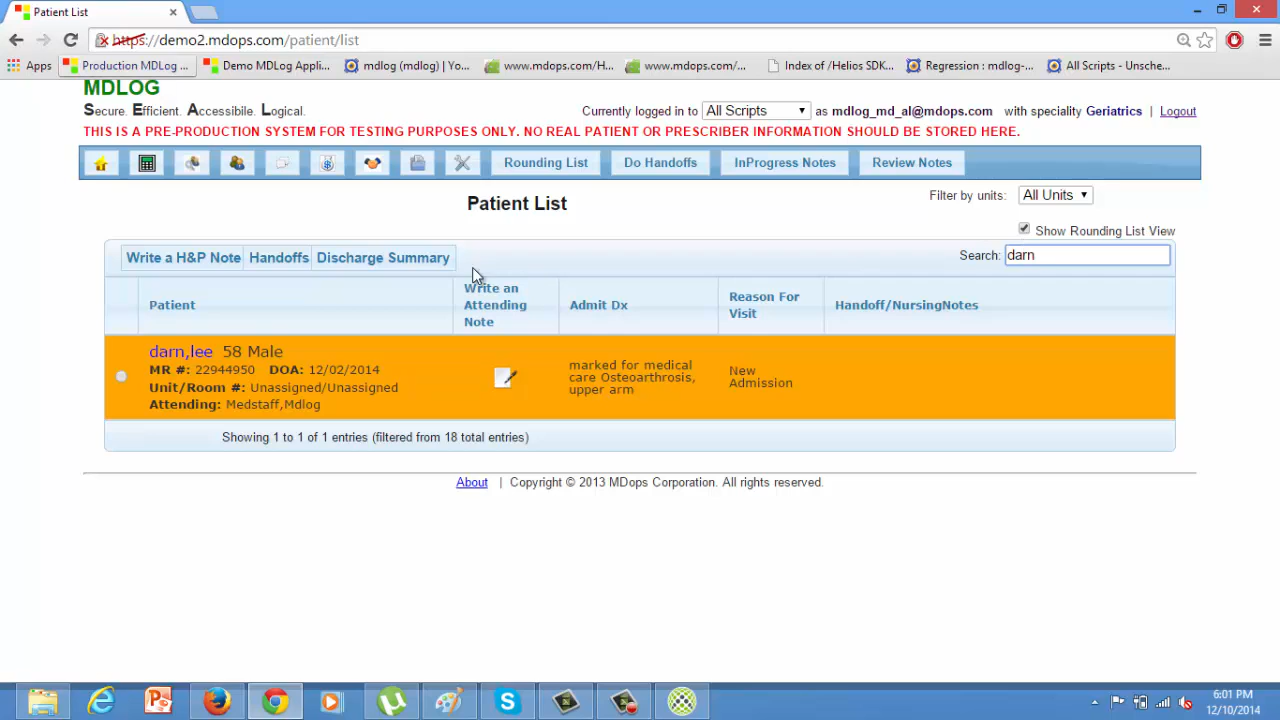 Patient List
https://demo2.mdops.com/patient/list
Apps Production MDLog ... Demo MDLog Appli... mdlog (mdlog) | Yo... www.mdops.com/H... www.mdops.com/... Index of /Helios SDK... Regression : mdlog-... All Scripts - Unsche...
MDLOG
Secure. Efficient. Accessibile. Logical.
Currently logged in to All Scripts as mdlog_md_al@mdops.com with speciality Geriatrics | Logout
THIS IS A PRE-PRODUCTION SYSTEM FOR TESTING PURPOSES ONLY. NO REAL PATIENT OR PRESCRIBER INFORMATION SHOULD BE STORED HERE.
Rounding List Do Handoffs InProgress Notes Review Notes
Filter by units: All Units
Patient List
Show Rounding List View
Write a H&P Note Handoffs Discharge Summary
Search: darn
Patient
Write an Attending Note
Admit Dx
Reason For Visit
Handoff/NursingNotes
darn,lee 58 Male
MR #: 22944950 DOA: 12/02/2014
Unit/Room #: Unassigned/Unassigned
Attending: Medstaff,Mdlog
marked for medical
care Osteoarthrosis,
upper arm
New
Admission
Showing 1 to 1 of 1 entries (filtered from 18 total entries)
About | Copyright © 2013 MDops Corporation. All rights reserved.
6:01 PM
12/10/2014